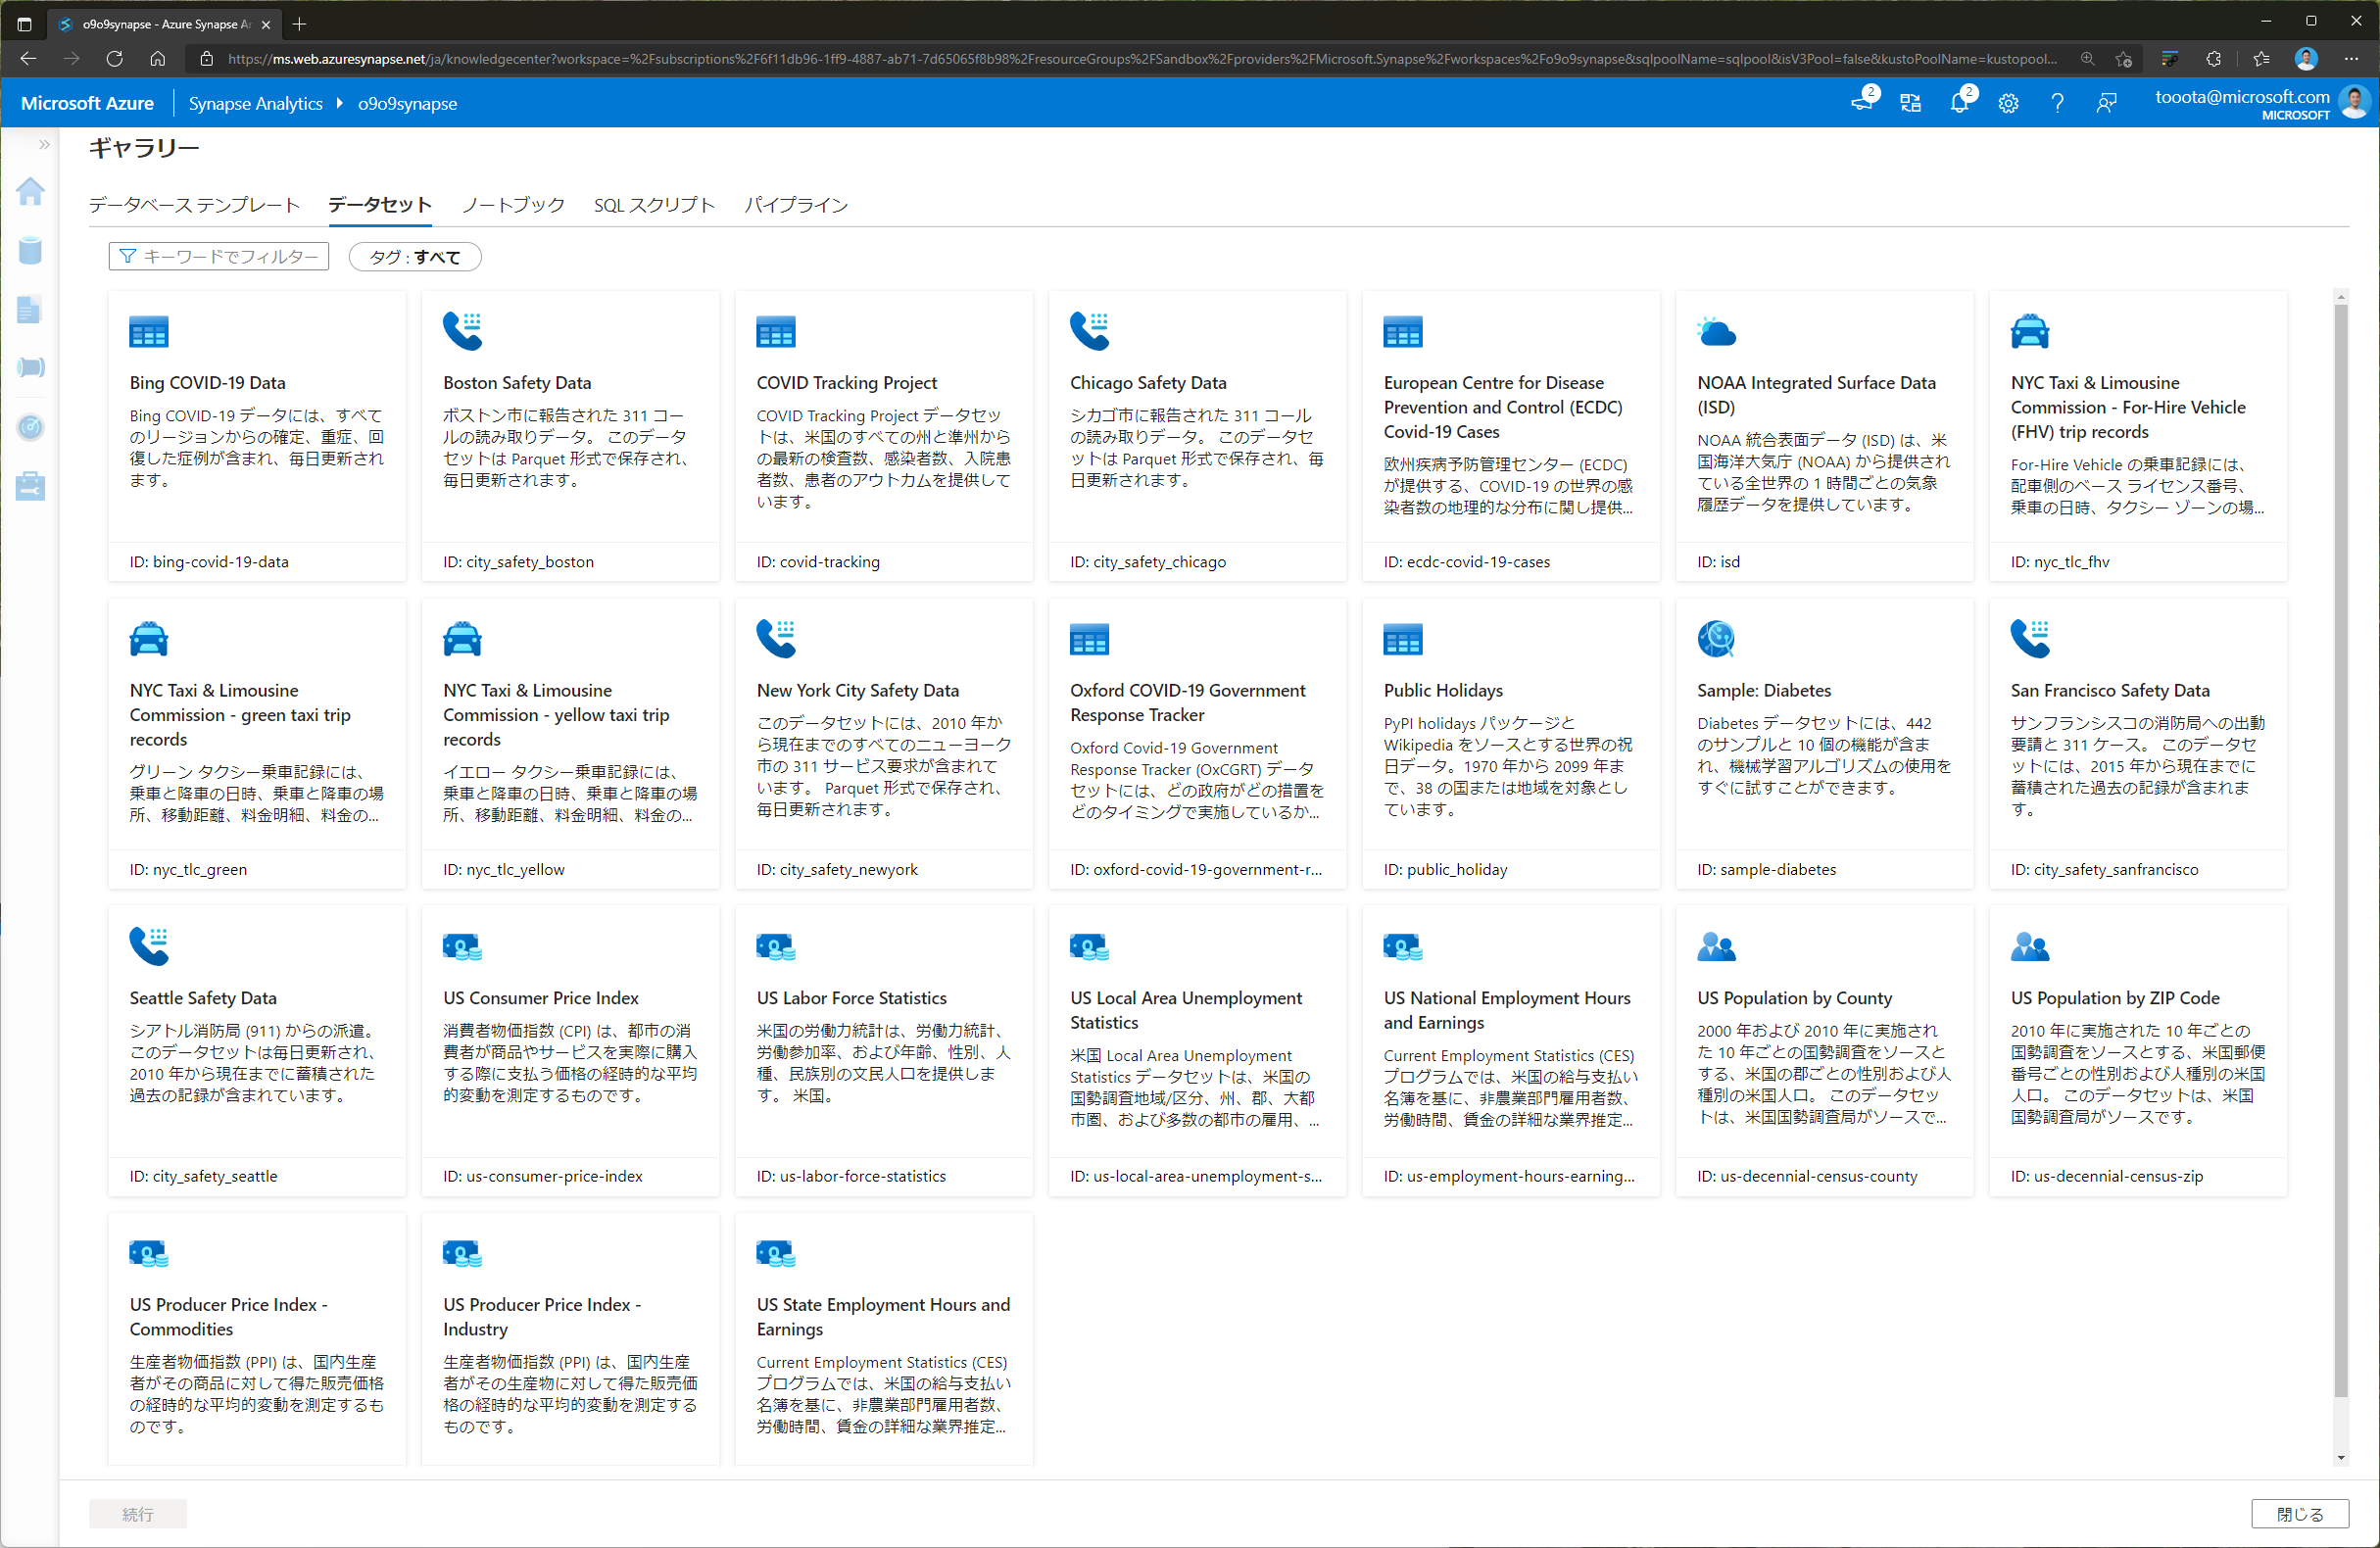 o9o9synapse - Azure Synapse An
https://ms.web.azuresynapse.net/ja/knowledgecenter?workspace=%2Fsubscriptions%2F6f11db96-1ff9-4887-ab71-7d65065f8b98%2FresourceGroups%2FSandbox%2Fproviders%2FMicrosoft.Synapse%2Fworkspaces%2Fo9o9synapse&sqlpoolName=sqlpool&isV3Pool=false&kustoPoolName=kustopool...
Microsoft Azure
Synapse Analytics
o9o9synapse
2
2
tooota@microsoft.com
MICROSOFT
ギャラリー
データベース テンプレート
データセット
ノートブック
SQL スクリプト
パイプライン
キーワードでフィルター
タグ : すべて
Bing COVID-19 Data
Bing COVID-19 データには、すべて
のリージョンからの確定、重症、回
復した症例が含まれ、毎日更新され
ます。
ID: bing-covid-19-data
Boston Safety Data
ボストン市に報告された 311 コー
ルの読み取りデータ。 このデータ
セットは Parquet 形式で保存され、
毎日更新されます。
ID: city_safety_boston
COVID Tracking Project
COVID Tracking Project データセッ
トは、米国のすべての州と準州から
の最新の検査数、感染者数、入院患
者数、患者のアウトカムを提供して
います。
ID: covid-tracking
Chicago Safety Data
シカゴ市に報告された 311 コール
の読み取りデータ。 このデータセ
ットは Parquet 形式で保存され、毎
日更新されます。
ID: city_safety_chicago
European Centre for Disease
Prevention and Control (ECDC)
Covid-19 Cases
欧州疾病予防管理センター (ECDC)
が提供する、COVID-19 の世界の感
染者数の地理的な分布に関し提供...
ID: ecdc-covid-19-cases
NOAA Integrated Surface Data
(ISD)
NOAA 統合表面データ (ISD) は、米
国海洋大気庁 (NOAA) から提供され
ている全世界の 1 時間ごとの気象
履歴データを提供しています。
ID: isd
NYC Taxi & Limousine
Commission - For-Hire Vehicle
(FHV) trip records
For-Hire Vehicle の乗車記録には、
配車側のベース ライセンス番号、
乗車の日時、タクシー ゾーンの場...
ID: nyc_tlc_fhv
NYC Taxi & Limousine
Commission - green taxi trip
records
グリーン タクシー乗車記録には、
乗車と降車の日時、乗車と降車の場
所、移動距離、料金明細、料金の...
ID: nyc_tlc_green
NYC Taxi & Limousine
Commission - yellow taxi trip
records
イエロー タクシー乗車記録には、
乗車と降車の日時、乗車と降車の場
所、移動距離、料金明細、料金の...
ID: nyc_tlc_yellow
New York City Safety Data
このデータセットには、2010 年か
ら現在までのすべてのニューヨーク
市の 311 サービス要求が含まれて
います。 Parquet 形式で保存され、
毎日更新されます。
ID: city_safety_newyork
Oxford COVID-19 Government
Response Tracker
Oxford Covid-19 Government
Response Tracker (OxCGRT) データ
セットには、どの政府がどの措置を
どのタイミングで実施しているか...
ID: oxford-covid-19-government-r...
Public Holidays
PyPI holidays パッケージと
Wikipedia をソースとする世界の祝
日データ。1970 年から 2099 年ま
で、38 の国または地域を対象とし
ています。
ID: public_holiday
Sample: Diabetes
Diabetes データセットには、442
のサンプルと 10 個の機能が含ま
れ、機械学習アルゴリズムの使用を
すぐに試すことができます。
ID: sample-diabetes
San Francisco Safety Data
サンフランシスコの消防局への出動
要請と 311 ケース。 このデータセ
ットには、2015 年から現在までに
蓄積された過去の記録が含まれま
す。
ID: city_safety_sanfrancisco
Seattle Safety Data
シアトル消防局 (911) からの派遣。
このデータセットは毎日更新され、
2010 年から現在までに蓄積された
過去の記録が含まれています。
ID: city_safety_seattle
US Consumer Price Index
消費者物価指数 (CPI) は、都市の消
費者が商品やサービスを実際に購入
する際に支払う価格の経時的な平均
的変動を測定するものです。
ID: us-consumer-price-index
US Labor Force Statistics
米国の労働力統計は、労働力統計、
労働参加率、および年齢、性別、人
種、民族別の文民人口を提供しま
す。 米国。
ID: us-labor-force-statistics
US Local Area Unemployment
Statistics
米国 Local Area Unemployment
Statistics データセットは、米国の
国勢調査地域/区分、州、郡、大都
市圏、および多数の都市の雇用、...
ID: us-local-area-unemployment-s...
US National Employment Hours
and Earnings
Current Employment Statistics (CES)
プログラムでは、米国の給与支払い
名簿を基に、非農業部門雇用者数、
労働時間、賃金の詳細な業界推定...
ID: us-employment-hours-earning...
US Population by County
2000 年および 2010 年に実施され
た 10 年ごとの国勢調査をソースと
する、米国の郡ごとの性別および人
種別の米国人口。 このデータセッ
トは、米国国勢調査局がソースで...
ID: us-decennial-census-county
US Population by ZIP Code
2010 年に実施された 10 年ごとの
国勢調査をソースとする、米国郵便
番号ごとの性別および人種別の米国
人口。 このデータセットは、米国
国勢調査局がソースです。
ID: us-decennial-census-zip
US Producer Price Index -
Commodities
生産者物価指数 (PPI) は、国内生産
者がその商品に対して得た販売価格
の経時的な平均的変動を測定するも
のです。
US Producer Price Index -
Industry
生産者物価指数 (PPI) は、国内生産
者がその生産物に対して得た販売価
格の経時的な平均的変動を測定する
ものです。
US State Employment Hours and
Earnings
Current Employment Statistics (CES)
プログラムでは、米国の給与支払い
名簿を基に、非農業部門雇用者数、
労働時間、賃金の詳細な業界推定...
続行
閉じる